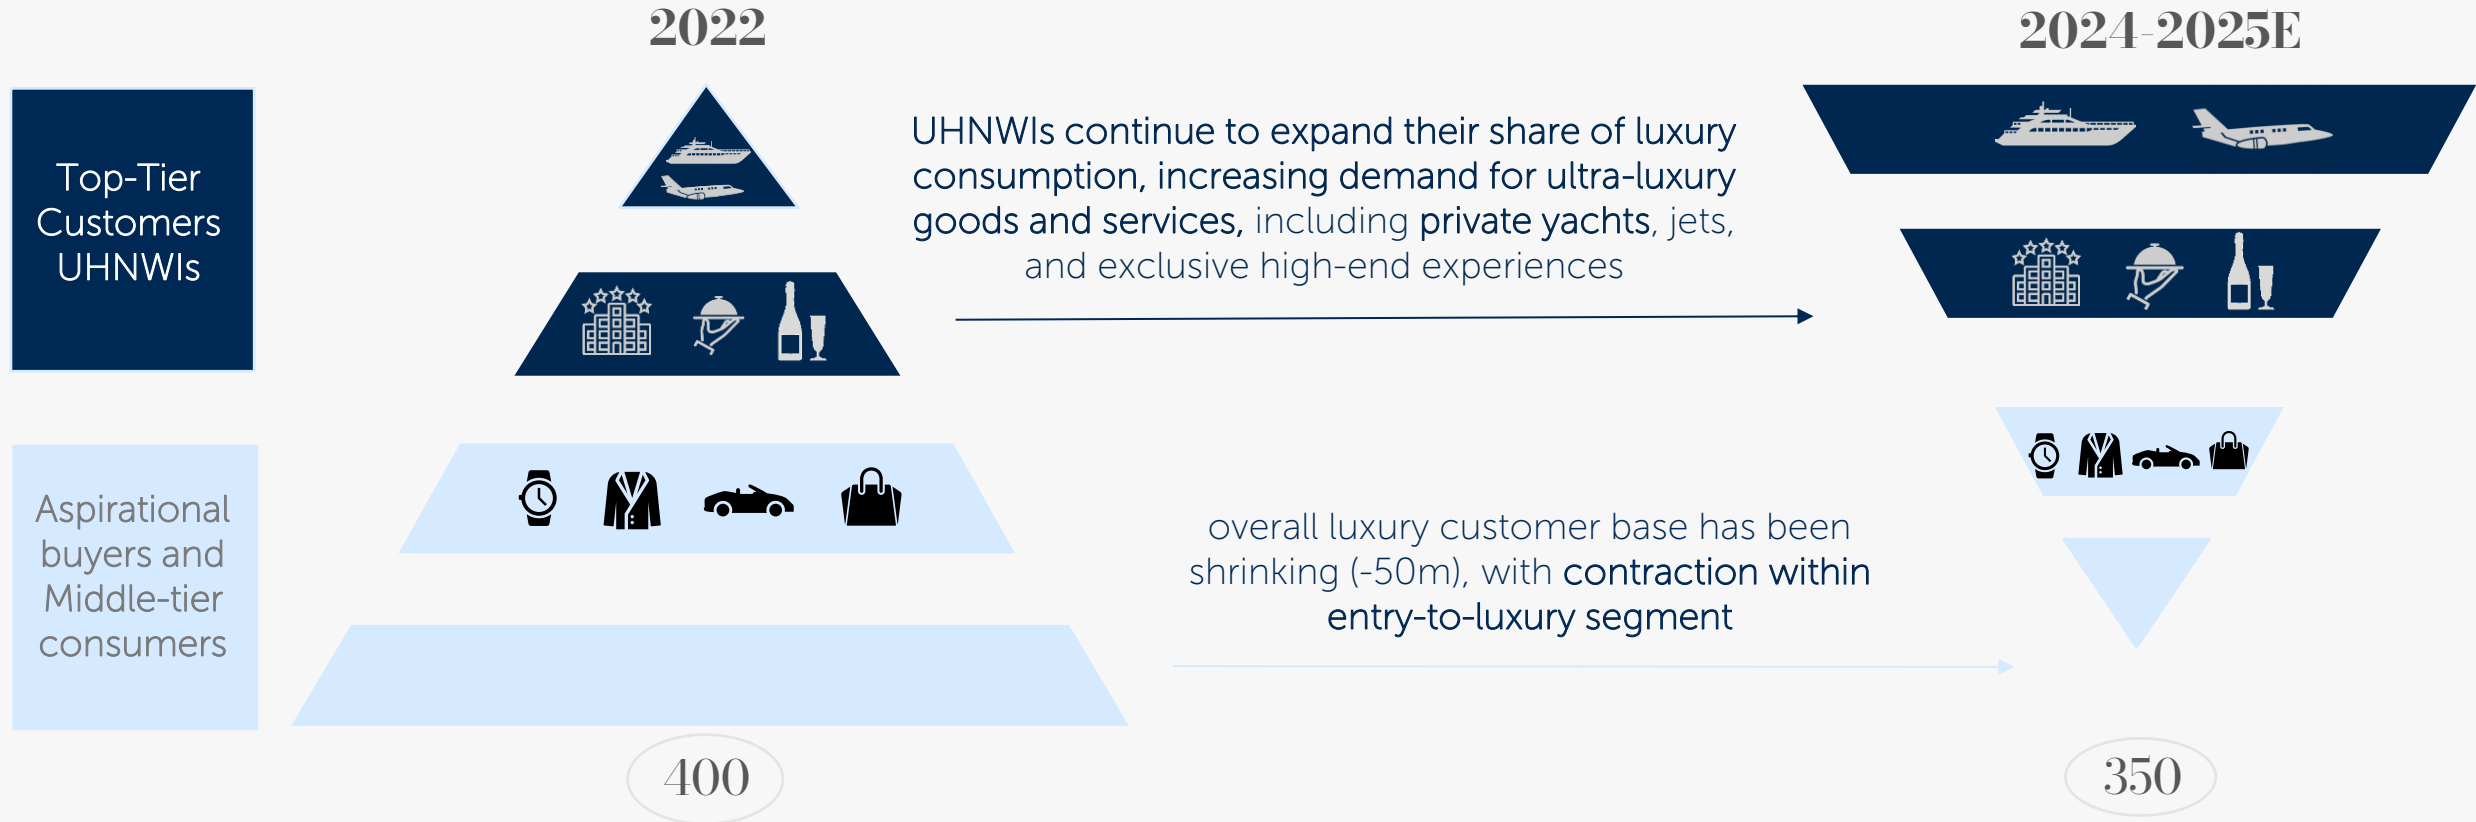 2022
2024-2025E
Top-Tier
Customers
UHNWIs
UHNWIs continue to expand their share of luxury
consumption, increasing demand for ultra-luxury
goods and services, including private yachts, jets,
and exclusive high-end experiences
Aspirational
buyers and
Middle-tier
consumers
overall luxury customer base has been
shrinking (-50m), with contraction within
entry-to-luxury segment
400
350